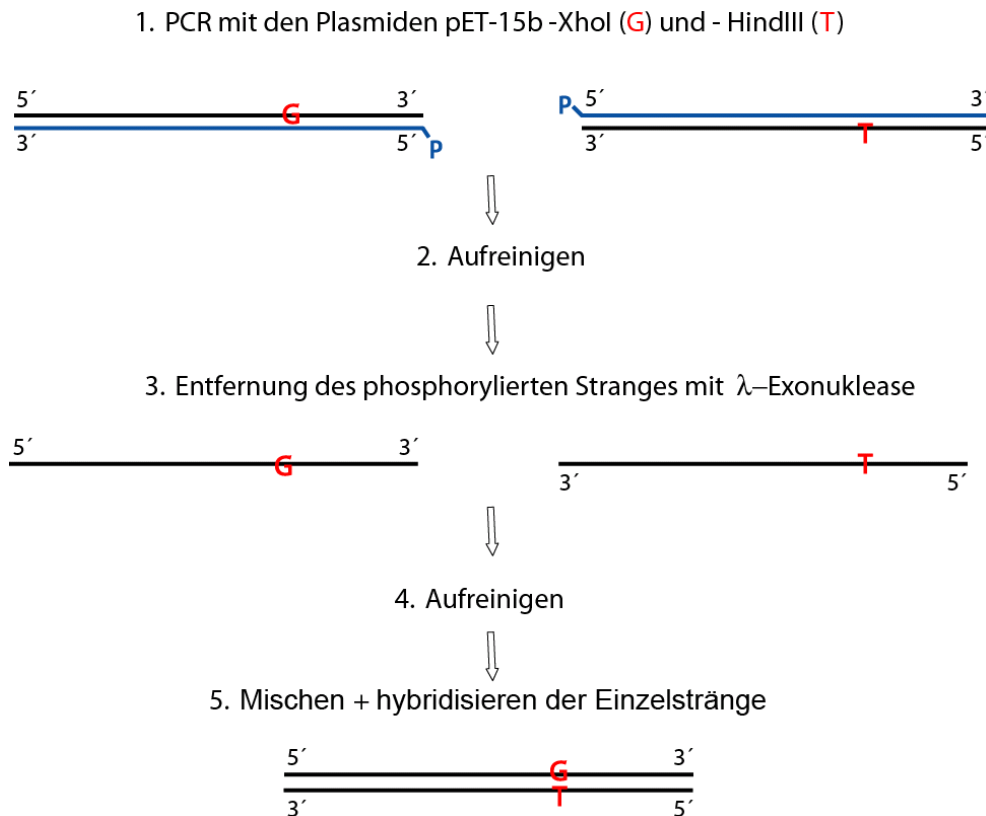 1. PCR mit den Plasmiden pET-15b -XhoI (G) und - HindIII (T)
5´ 3´ P 5´ 3´
G
3´ 5´ P 3´ T 5´
2. Aufreinigen
3. Entfernung des phosphorylierten Stranges mit λ–Exonuklease
5´ 3´
G T
3´ 5´
4. Aufreinigen
5. Mischen + hybridisieren der Einzelstränge
5´ 3´
G
T
3´ 5´